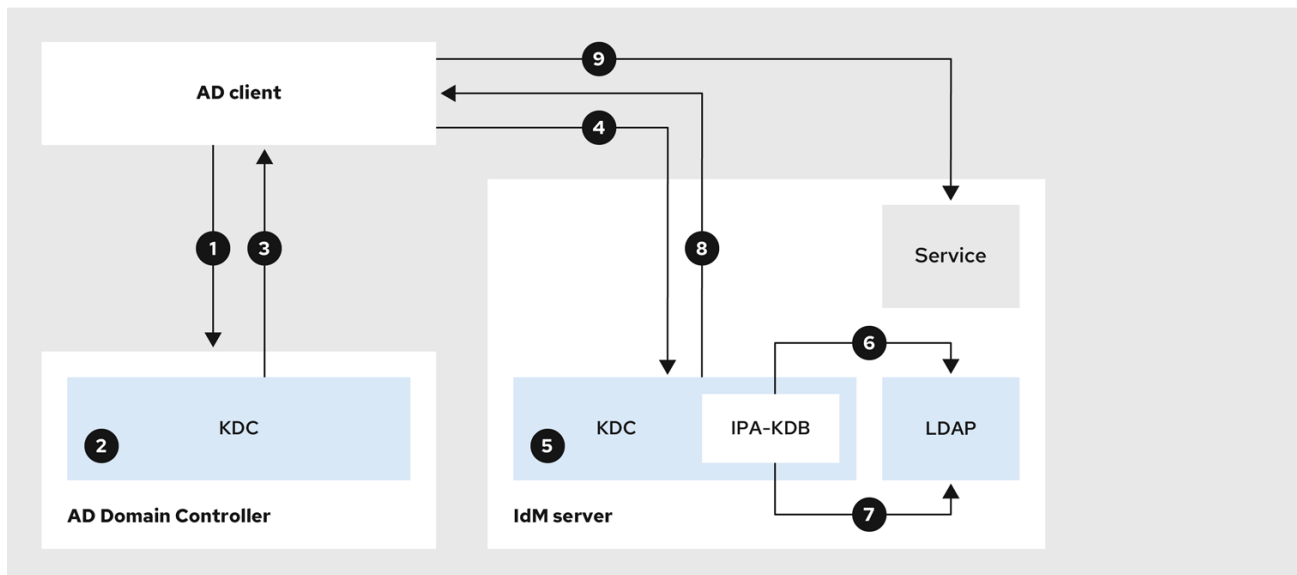 9
AD client
4
1
3
8
Service
6
2
KDC
5
KDC
IPA-KDB
LDAP
AD Domain Controller
IdM server
7